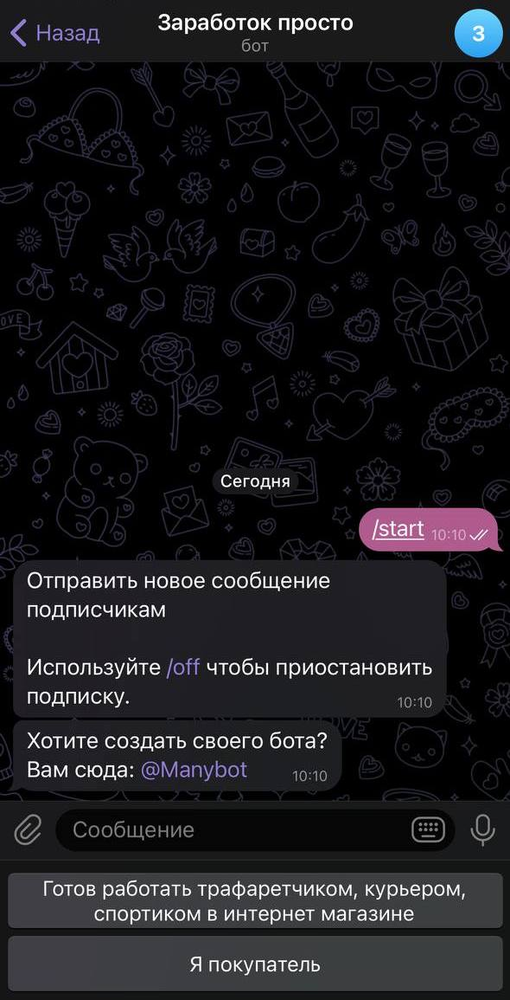 Назад
Заработок просто
бот
3
Сегодня
/start 10:10
Отправить новое сообщение
подписчикам
Используйте /off чтобы приостановить
подписку. 10:10
Хотите создать своего бота?
Вам сюда: @Manybot 10:10
Сообщение
Готов работать трафаретчиком, курьером,
спортиком в интернет магазине
Я покупатель